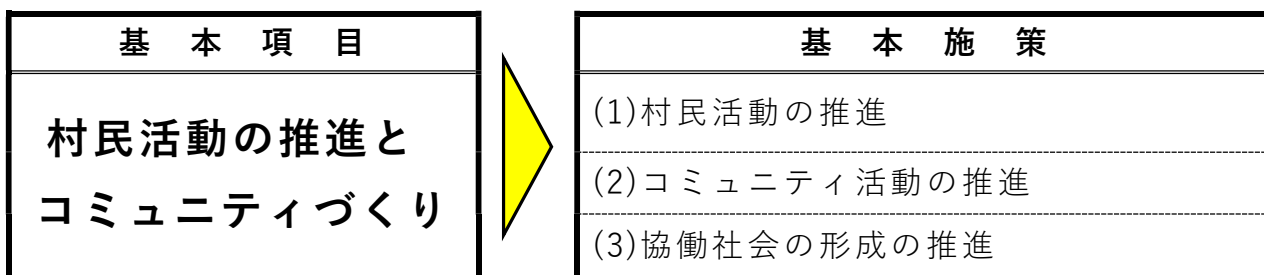 基本項目
村民活動の推進と
コミュニティづくり
基本施策
(1)村民活動の推進
(2)コミュニティ活動の推進
(3)協働社会の形成の推進